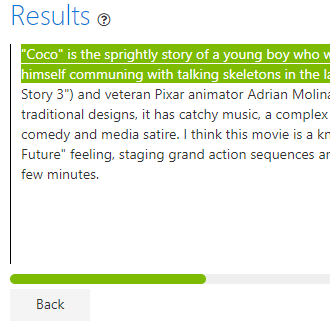 Results ?
"Coco" is the sprightly story of a young boy who w
himself communing with talking skeletons in the la
Story 3") and veteran Pixar animator Adrian Molina
traditional designs, it has catchy music, a complex
comedy and media satire. I think this movie is a kn
Future" feeling, staging grand action sequences an
few minutes.
Back